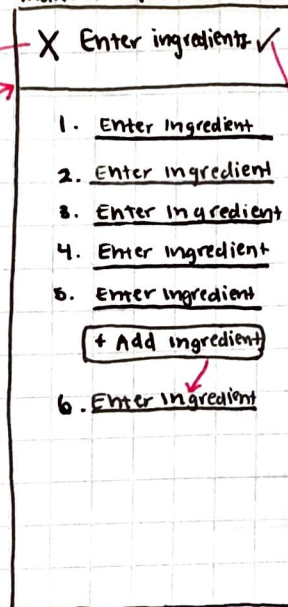 X Enter ingredients ✓
1. Enter Ingredient
2. Enter ingredient
3. Enter Ingredient
4. Enter ingredient
5. Enter Ingredient
+ Add ingredient
6. Enter Ingredient